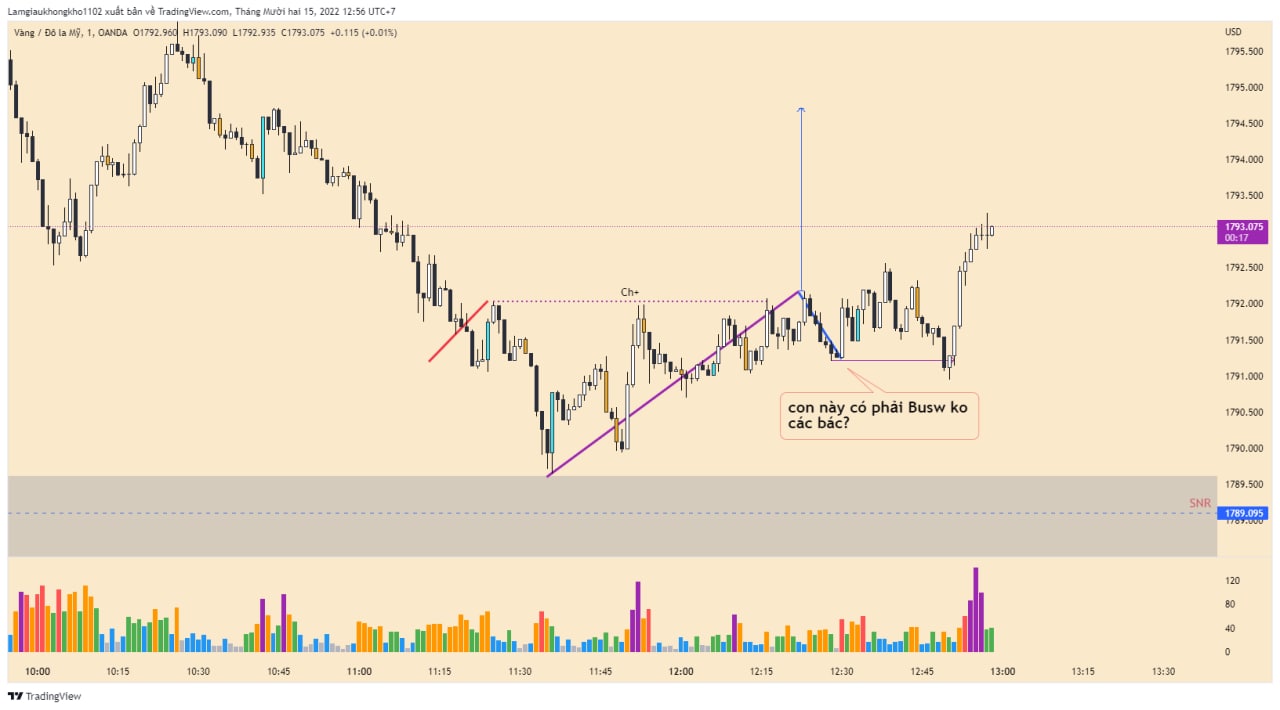 Lamgiaukhongkho1102 xuất bản về TradingView.com, Tháng Mười hai 15, 2022 12:56 UTC+7
Vàng / Đô la Mỹ, 1, OANDA O1792.960 H1793.090 L1792.935 C1793.075 +0.115 (+0.01%)
USD
1795.500
1795.000
1794.500
1794.000
1793.500
1793.075
00:17
1792.500
Ch+
1792.000
1791.500
1791.000
con này có phải Busw ko
các bác?
1790.500
1790.000
1789.500
SNR
1789.095
1789.000
120
80
40
0
10:00 10:15 10:30 10:45 11:00 11:15 11:30 11:45 12:00 12:15 12:30 12:45 13:00 13:15 13:30
TradingView